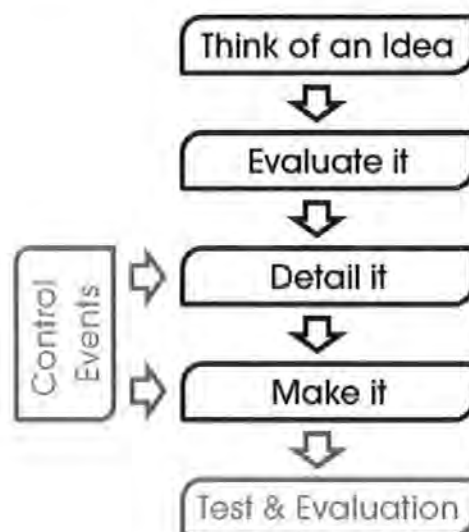 Think of an Idea
Evaluate it
Control
Events
Detail it
Make it
Test & Evaluation